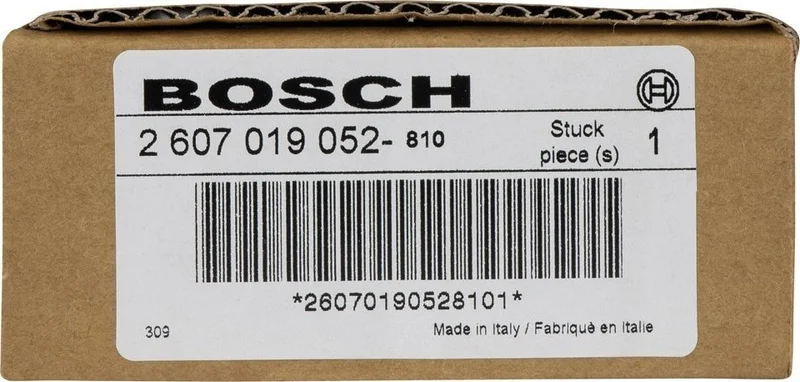 BOSCH
2 607 019 052- 810
Stuck
piece (s)
1
*26070190528101*
309
Made in Italy / Fabriquè en Italie